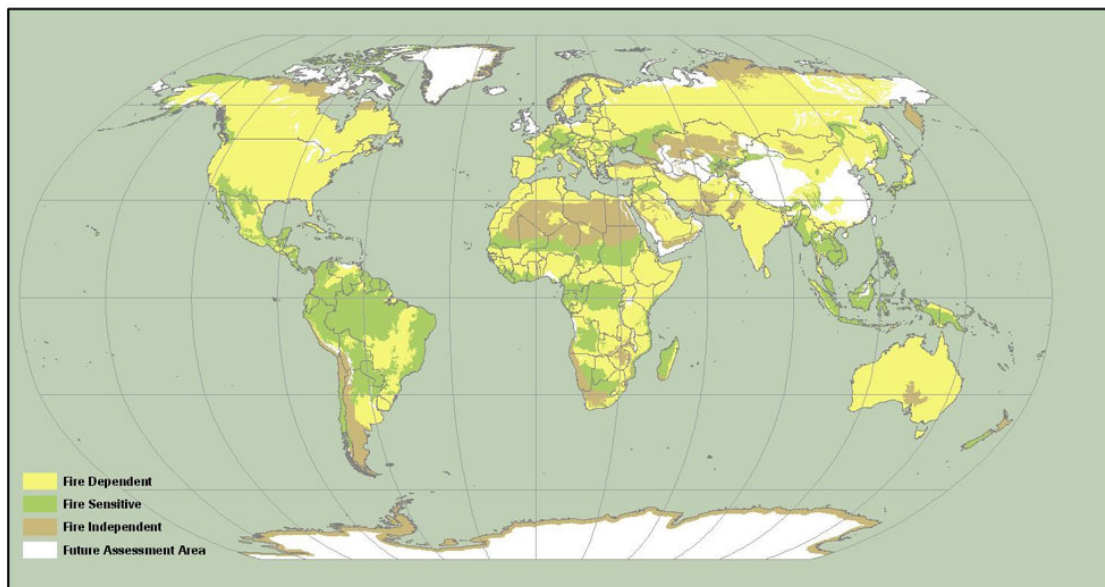 Fire Dependent
Fire Sensitive
Fire Independent
Future Assessment Area